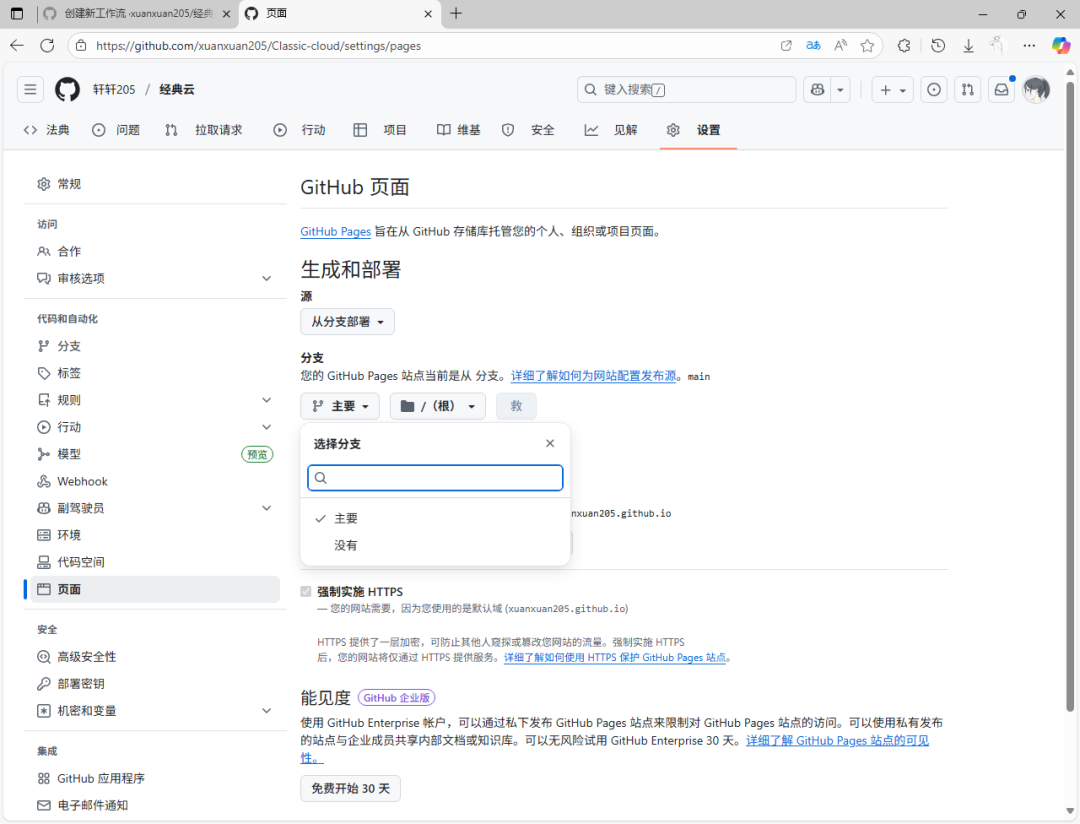 创建新工作流 ·xuanxuan205/经典
页面
https://github.com/xuanxuan205/Classic-cloud/settings/pages
轩轩205 / 经典云
键入搜索/
法典
问题
拉取请求
行动
项目
维基
安全
见解
设置
常规
访问
合作
审核选项
代码和自动化
分支
标签
规则
行动
模型
预览
Webhook
副驾驶员
环境
代码空间
页面
安全
高级安全性
部署密钥
机密和变量
集成
GitHub 应用程序
电子邮件通知
GitHub 页面
GitHub Pages 旨在从 GitHub 存储库托管您的个人、组织或项目页面。
生成和部署
源
从分支部署
分支
您的 GitHub Pages 站点当前是从 分支。详细了解如何为网站配置发布源。main
主要
/（根）
救
选择分支
主要
没有
nxuan205.github.io
强制实施 HTTPS
— 您的网站需要，因为您使用的是默认域 (xuanxuan205.github.io)
HTTPS 提供了一层加密，可防止其他人窥探或篡改您网站的流量。强制实施 HTTPS
后，您的网站将仅通过 HTTPS 提供服务。详细了解如何使用 HTTPS 保护 GitHub Pages 站点。
能见度
GitHub 企业版
使用 GitHub Enterprise 帐户，可以通过私下发布 GitHub Pages 站点来限制对 GitHub Pages 站点的访问。可以使用私有发布
的站点与企业成员共享内部文档或知识库。可以无风险试用 GitHub Enterprise 30 天。详细了解 GitHub Pages 站点的可见
性。
免费开始 30 天